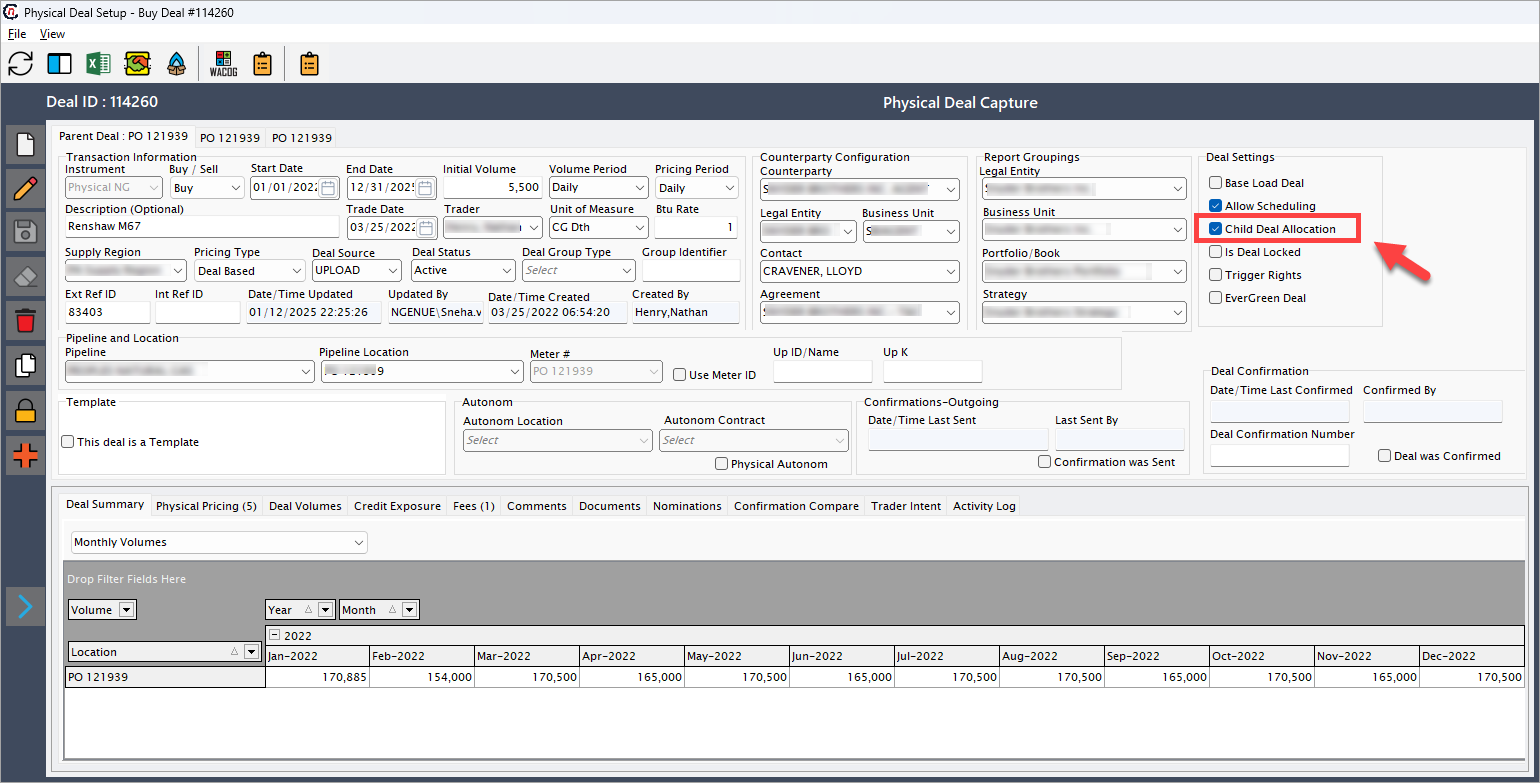 Physical Deal Setup - Buy Deal #114260
File View
WACOG
Deal ID : 114260 Physical Deal Capture
Parent Deal : PO 121939 PO 121939 PO 121939
Transaction Information
Instrument Buy / Sell Start Date End Date Initial Volume Volume Period Pricing Period
Physical NG Buy 01/01/2022 12/31/2025 5,500 Daily Daily
Description (Optional) Trade Date Trader Unit of Measure Btu Rate
Renshaw M67 03/25/2022 CG Dth 1
Supply Region Pricing Type Deal Source Deal Status Deal Group Type Group Identifier
Deal Based UPLOAD Active Select
Ext Ref ID Int Ref ID Date/Time Updated Updated By Date/Time Created Created By
83403 01/12/2025 22:25:26 NGENUE\Sneha.v 03/25/2022 06:54:20 Henry,Nathan
Counterparty Configuration
Counterparty
Legal Entity Business Unit
Contact
CRAVENER, LLOYD
Agreement
Report Groupings
Legal Entity
Business Unit
Portfolio/Book
Strategy
Deal Settings
Base Load Deal
Allow Scheduling
Child Deal Allocation
Is Deal Locked
Trigger Rights
EverGreen Deal
Pipeline and Location
Pipeline Pipeline Location Meter # Up ID/Name Up K
PO 121939 Use Meter ID
Template
This deal is a Template
Autonom
Autonom Location Autonom Contract
Select Select
Physical Autonom
Confirmations-Outgoing
Date/Time Last Sent Last Sent By
Confirmation was Sent
Deal Confirmation
Date/Time Last Confirmed Confirmed By
Deal Confirmation Number
Deal was Confirmed
Deal Summary Physical Pricing (5) Deal Volumes Credit Exposure Fees (1) Comments Documents Nominations Confirmation Compare Trader Intent Activity Log
Monthly Volumes
Drop Filter Fields Here
Volume Year Month
2022
Location Jan-2022 Feb-2022 Mar-2022 Apr-2022 May-2022 Jun-2022 Jul-2022 Aug-2022 Sep-2022 Oct-2022 Nov-2022 Dec-2022
PO 121939 170,885 154,000 170,500 165,000 170,500 165,000 170,500 170,500 165,000 170,500 165,000 170,500